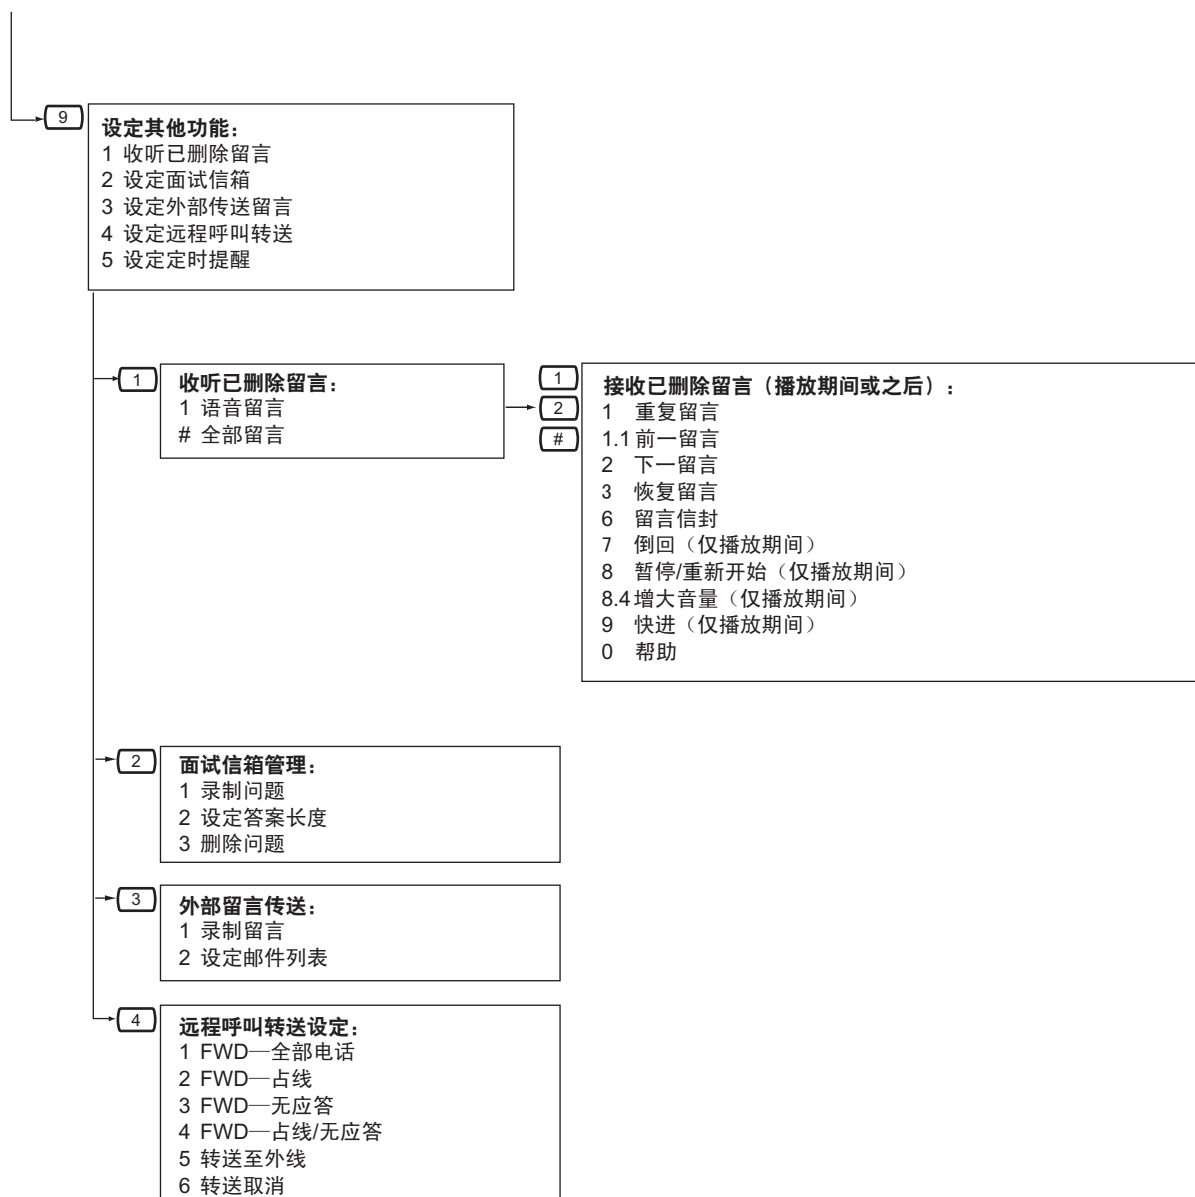 9
设定其他功能：
1 收听已删除留言
2 设定面试信箱
3 设定外部传送留言
4 设定远程呼叫转送
5 设定定时提醒
1
收听已删除留言：
1 语音留言
# 全部留言
1
2
#
接收已删除留言（播放期间或之后）：
1 重复留言
1.1 前一留言
2 下一留言
3 恢复留言
6 留言信封
7 倒回（仅播放期间）
8 暂停/重新开始（仅播放期间）
8.4 增大音量（仅播放期间）
9 快进（仅播放期间）
0 帮助
2
面试信箱管理：
1 录制问题
2 设定答案长度
3 删除问题
3
外部留言传送：
1 录制留言
2 设定邮件列表
4
远程呼叫转送设定：
1 FWD—全部电话
2 FWD—占线
3 FWD—无应答
4 FWD—占线/无应答
5 转送至外线
6 转送取消